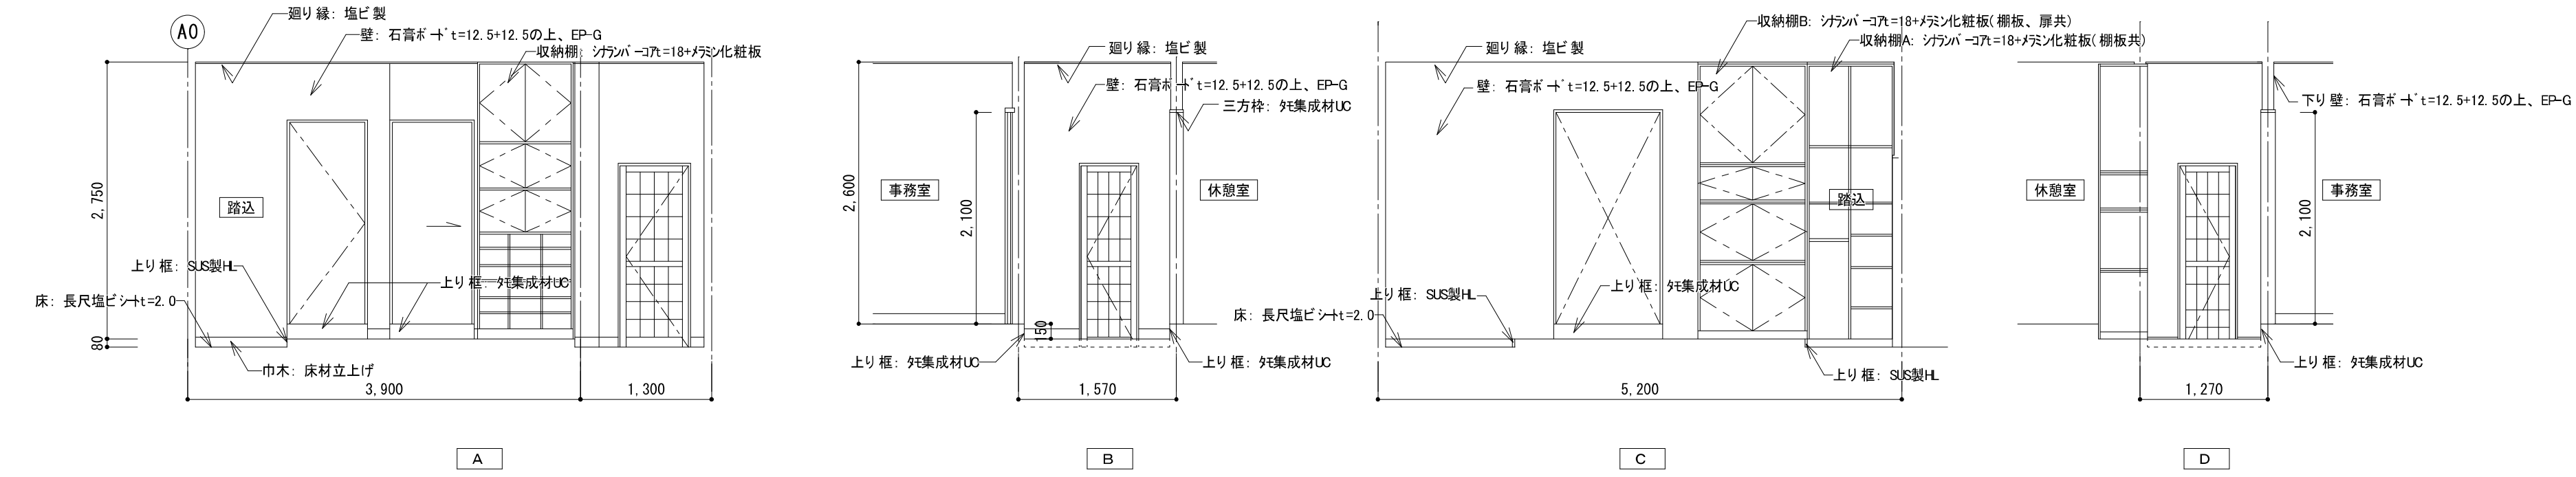 A0
廻り縁: 塩ビ製
壁: 石膏ボードt=12.5+12.5の上、EP-G
収納棚: シナランバーコアt=18+メラミン化粧板
2,750
踏込
上り框: SUS製HL
上り框: タモ集成材UC
床: 長尺塩ビシートt=2.0
80
巾木: 床材立上げ
3,900
1,300
A
廻り縁: 塩ビ製
壁: 石膏ボードt=12.5+12.5の上、EP-G
三方枠: タモ集成材UC
2,600
事務室
2,100
休憩室
150
上り框: タモ集成材UC
上り框: タモ集成材UC
1,570
B
収納棚B: シナランバーコアt=18+メラミン化粧板(棚板、扉共)
収納棚A: シナランバーコアt=18+メラミン化粧板(棚板共)
廻り縁: 塩ビ製
壁: 石膏ボードt=12.5+12.5の上、EP-G
踏込
上り框: SUS製HL
上り框: タモ集成材UC
床: 長尺塩ビシートt=2.0
上り框: SUS製HL
5,200
C
下り壁: 石膏ボードt=12.5+12.5の上、EP-G
休憩室
事務室
2,100
上り框: タモ集成材UC
1,270
D